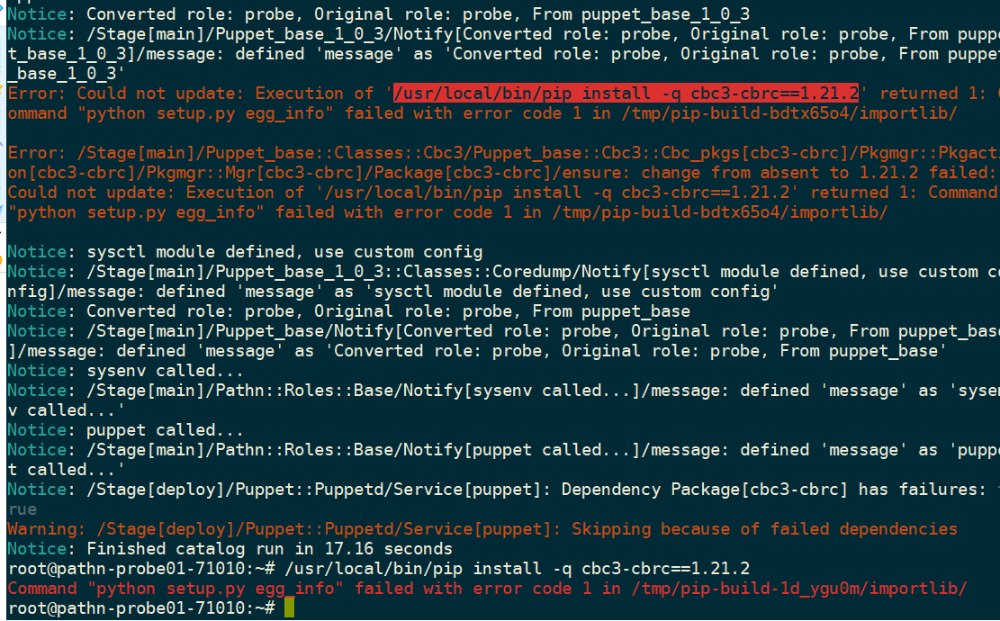 Notice: Converted role: probe, Original role: probe, From puppet_base_1_0_3
Notice: /Stage[main]/Puppet_base_1_0_3/Notify[Converted role: probe, Original role: probe, From puppe
t_base_1_0_3]/message: defined 'message' as 'Converted role: probe, Original role: probe, From puppet
_base_1_0_3'
Error: Could not update: Execution of '/usr/local/bin/pip install -q cbc3-cbrc==1.21.2' returned 1: C
ommand "python setup.py egg_info" failed with error code 1 in /tmp/pip-build-bdtx65o4/importlib/
Error: /Stage[main]/Puppet_base::Classes::Cbc3/Puppet_base::Cbc3::Cbc_pkgs[cbc3-cbrc]/Pkgmgr::Pkgacti
on[cbc3-cbrc]/Pkgmgr::Mgr[cbc3-cbrc]/Package[cbc3-cbrc]/ensure: change from absent to 1.21.2 failed:
Could not update: Execution of '/usr/local/bin/pip install -q cbc3-cbrc==1.21.2' returned 1: Command
"python setup.py egg_info" failed with error code 1 in /tmp/pip-build-bdtx65o4/importlib/
Notice: sysctl module defined, use custom config
Notice: /Stage[main]/Puppet_base_1_0_3::Classes::Coredump/Notify[sysctl module defined, use custom co
nfig]/message: defined 'message' as 'sysctl module defined, use custom config'
Notice: Converted role: probe, Original role: probe, From puppet_base
Notice: /Stage[main]/Puppet_base/Notify[Converted role: probe, Original role: probe, From puppet_base
]/message: defined 'message' as 'Converted role: probe, Original role: probe, From puppet_base'
Notice: sysenv called...
Notice: /Stage[main]/Pathn::Roles::Base/Notify[sysenv called...]/message: defined 'message' as 'sysen
v called...'
Notice: puppet called...
Notice: /Stage[main]/Pathn::Roles::Base/Notify[puppet called...]/message: defined 'message' as 'puppe
t called...'
Notice: /Stage[deploy]/Puppet::Puppetd/Service[puppet]: Dependency Package[cbc3-cbrc] has failures: t
rue
Warning: /Stage[deploy]/Puppet::Puppetd/Service[puppet]: Skipping because of failed dependencies
Notice: Finished catalog run in 17.16 seconds
root@pathn-probe01-71010:~# /usr/local/bin/pip install -q cbc3-cbrc==1.21.2
Command "python setup.py egg_info" failed with error code 1 in /tmp/pip-build-1d_ygu0m/importlib/
root@pathn-probe01-71010:~#